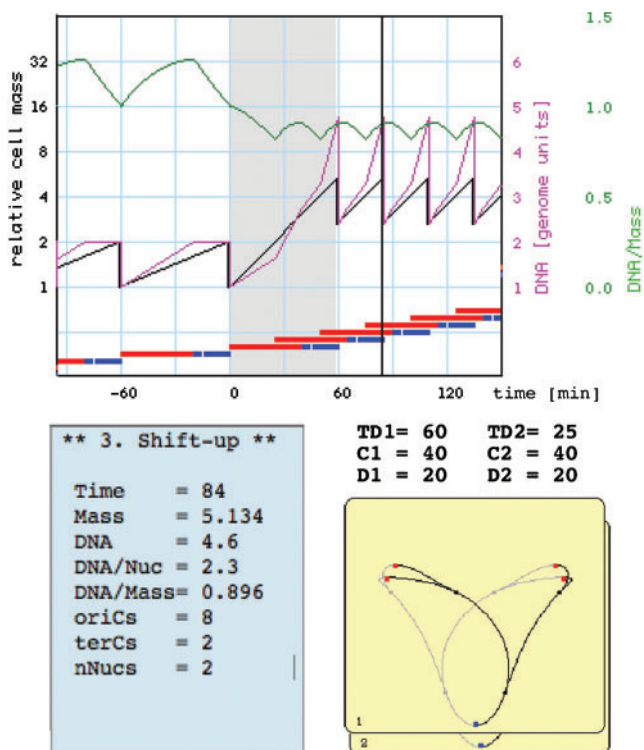 1.5
32
16
8
4
2
1
relative cell mass
6
5
4
3
2
1
DNA [genome units]
1.0
0.5
0.0
DNA/Mass
-60 0 60 120 time [min]
** 3. Shift-up **
Time = 84
Mass = 5.134
DNA = 4.6
DNA/Nuc = 2.3
DNA/Mass= 0.896
oriCs = 8
terCs = 2
nNucs = 2
TD1= 60 TD2= 25
C1 = 40 C2 = 40
D1 = 20 D2 = 20
1
2